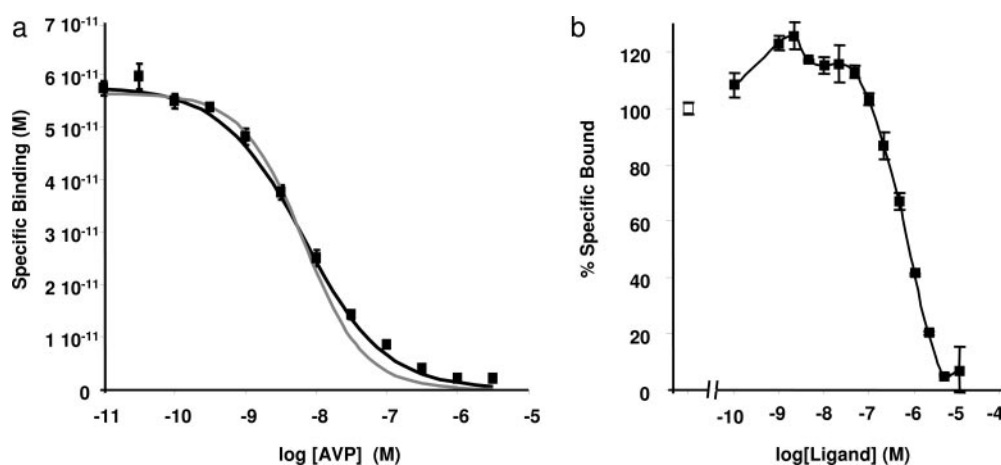 a
Specific Binding (M)
7 10-11
6 10-11
5 10-11
4 10-11
3 10-11
2 10-11
1 10-11
0
-11 -10 -9 -8 -7 -6 -5
log [AVP] (M)
b
% Specific Bound
120
100
80
60
40
20
0
-10 -9 -8 -7 -6 -5 -4
log[Ligand] (M)